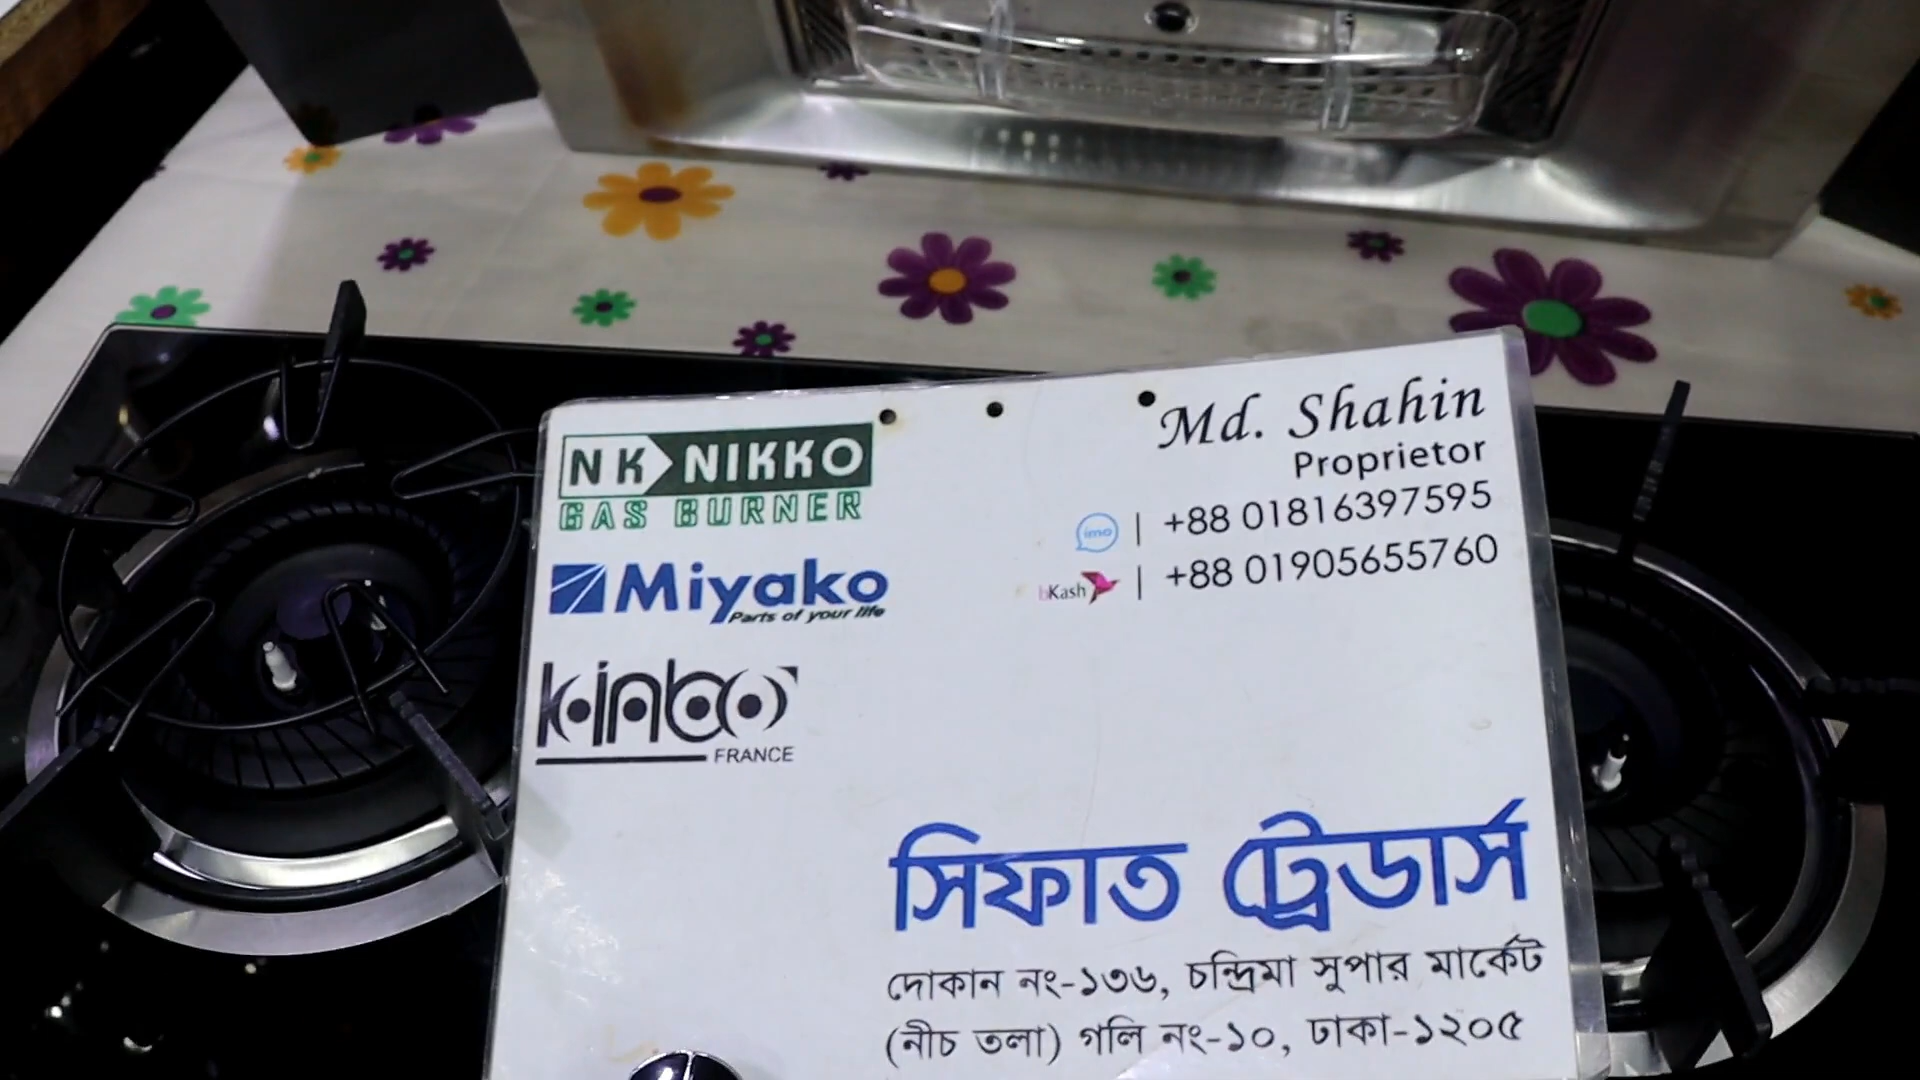 NK NIKKO
GAS BURNER
Miyako
Parts of your life
kinbo
FRANCE
Md. Shahin
Proprietor
imo | +88 01816397595
bKash | +88 01905655760
সিফাত ট্রেডার্স
দোকান নং-১৩৬, চন্দ্রিমা সুপার মার্কেট
(নীচ তলা) গলি নং-১০, ঢাকা-১২০৫